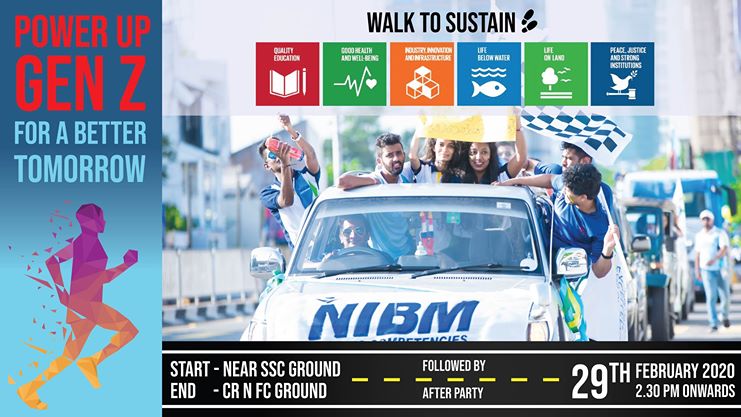 POWER UP
GEN Z
FOR A BETTER
TOMORROW
WALK TO SUSTAIN
QUALITY
EDUCATION
GOOD HEALTH
AND WELL-BEING
INDUSTRY, INNOVATION
AND INFRASTRUCTURE
LIFE
BELOW WATER
LIFE
ON LAND
PEACE, JUSTICE
AND STRONG
INSTITUTIONS
NIBM
COMPETENCIES
START - NEAR SSC GROUND
END - CR N FC GROUND
FOLLOWED BY
AFTER PARTY
29TH FEBRUARY 2020
2.30 PM ONWARDS